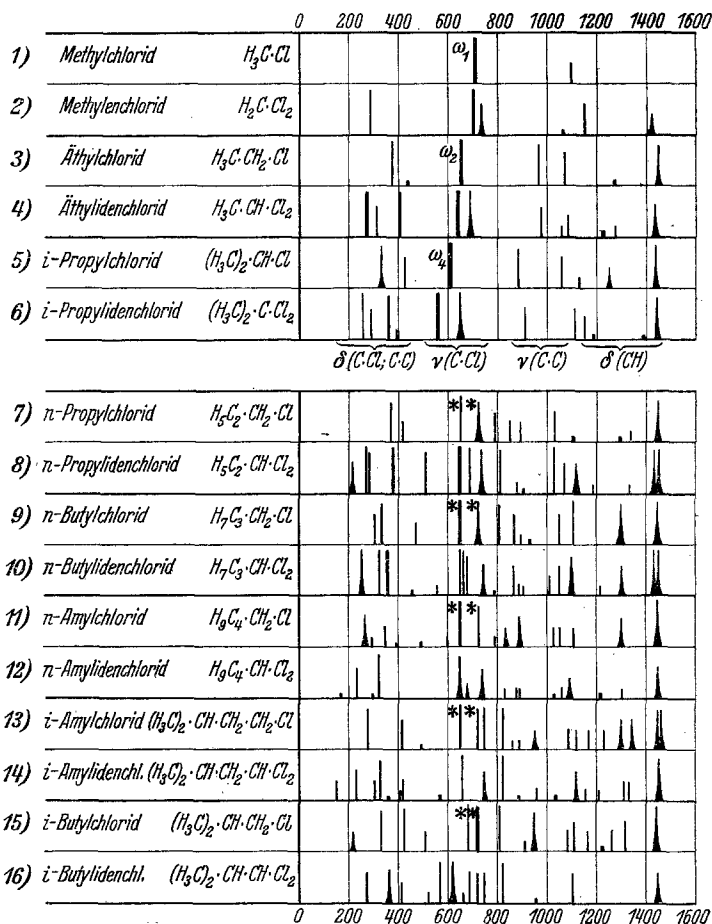 0 200 400 600 800 1000 1200 1400 1600
1) Methylchlorid H₃C·Cl ω₁
2) Methylenchlorid H₂C·Cl₂
3) Äthylchlorid H₃C·CH₂·Cl ω₂
4) Äthylidenchlorid H₃C·CH·Cl₂
5) i-Propylchlorid (H₃C)₂·CH·Cl ω₄
6) i-Propylidenchlorid (H₃C)₂·C·Cl₂
δ(C·Cl; C·C) ν(C·Cl) ν(C·C) δ(CH)
7) n-Propylchlorid H₅C₂·CH₂·Cl * *
8) n-Propylidenchlorid H₅C₂·CH·Cl₂
9) n-Butylchlorid H₇C₃·CH₂·Cl * *
10) n-Butylidenchlorid H₇C₃·CH·Cl₂
11) n-Amylchlorid H₉C₄·CH₂·Cl * *
12) n-Amylidenchlorid H₉C₄·CH·Cl₂
13) i-Amylchlorid (H₃C)₂·CH·CH₂·CH₂·Cl * *
14) i-Amylidenchl. (H₃C)₂·CH·CH₂·CH·Cl₂
15) i-Butylchlorid (H₃C)₂·CH·CH₂·Cl * *
16) i-Butylidenchl. (H₃C)₂·CH·CH·Cl₂
0 200 400 600 800 1000 1200 1400 1600